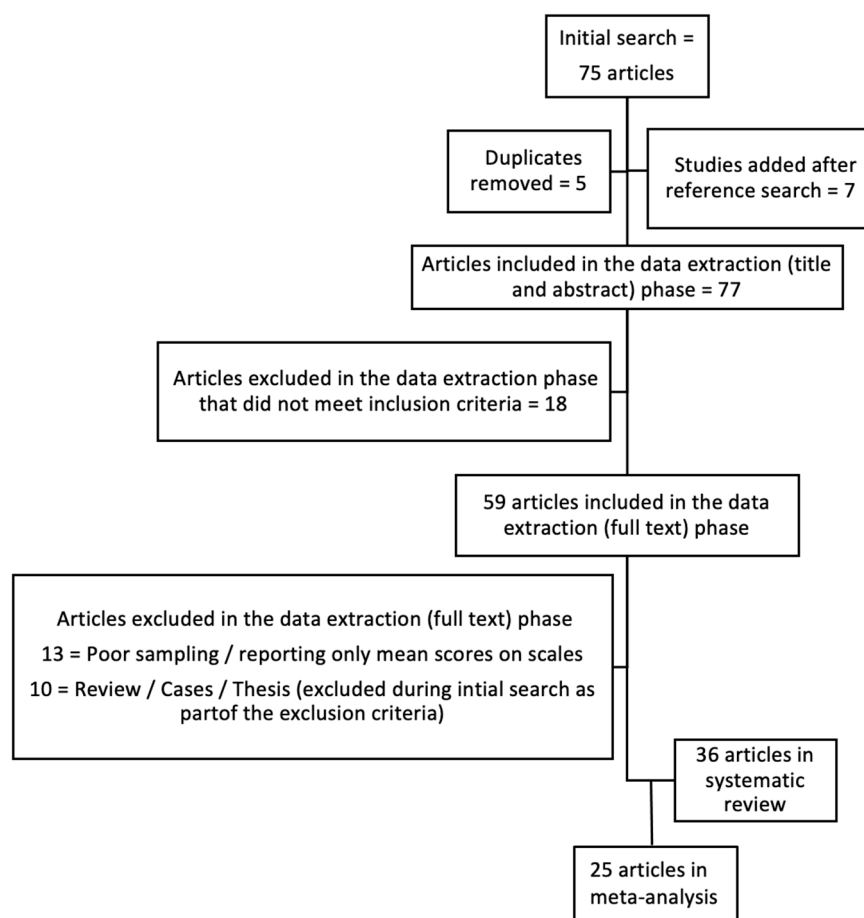 Initial search =
75 articles
Duplicates
removed = 5
Studies added after
reference search = 7
Articles included in the data extraction (title
and abstract) phase = 77
Articles excluded in the data extraction phase
that did not meet inclusion criteria = 18
59 articles included in the data
extraction (full text) phase
Articles excluded in the data extraction (full text) phase
13 = Poor sampling / reporting only mean scores on scales
10 = Review / Cases / Thesis (excluded during intial search as
partof the exclusion criteria)
36 articles in
systematic
review
25 articles in
meta-analysis